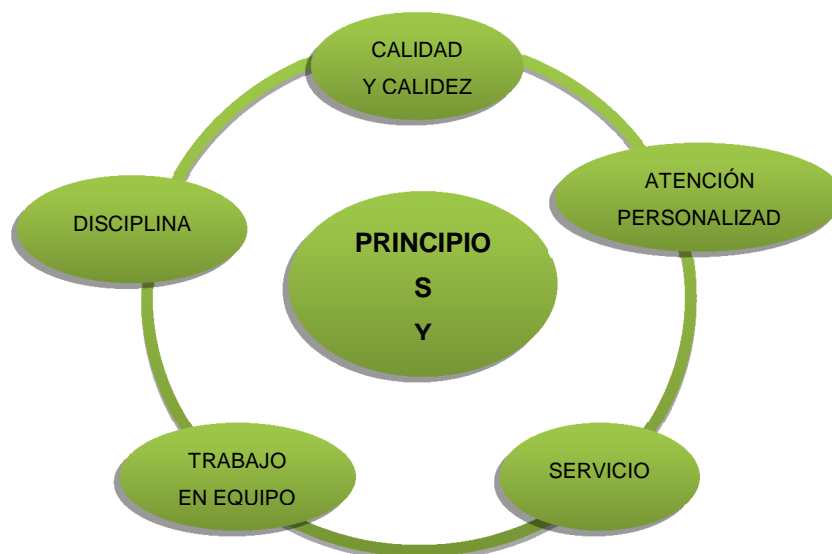 CALIDAD
Y CALIDEZ
ATENCIÓN
PERSONALIZAD
DISCIPLINA
PRINCIPIO
S
Y
TRABAJO
EN EQUIPO
SERVICIO